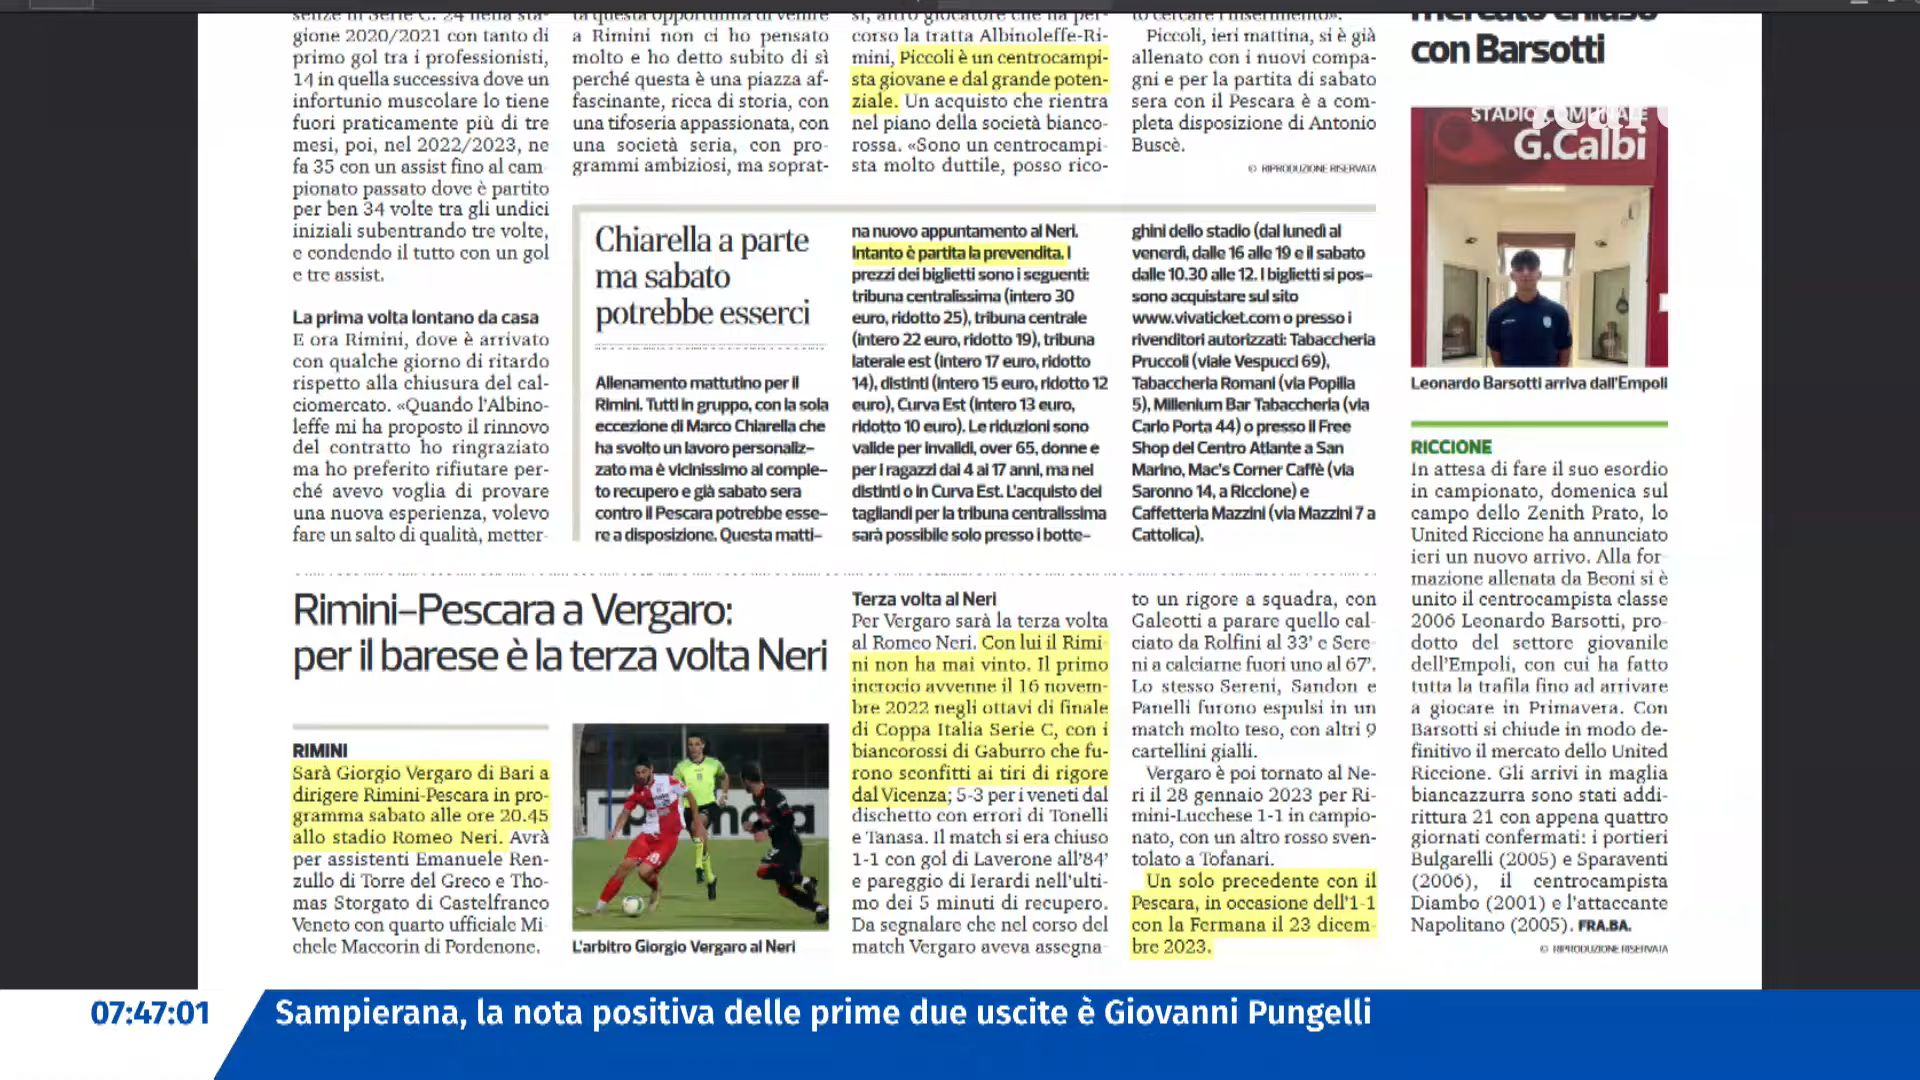 gione 2020/2021 con tanto di
primo gol tra i professionisti,
14 in quella successiva dove un
infortunio muscolare lo tiene
fuori praticamente più di tre
mesi, poi, nel 2022/2023, ne
fa 35 con un assist fino al cam-
pionato passato dove è partito
per ben 34 volte tra gli undici
iniziali subentrando tre volte,
e condendo il tutto con un gol
e tre assist.
La prima volta lontano da casa
E ora Rimini, dove è arrivato
con qualche giorno di ritardo
rispetto alla chiusura del cal-
ciomercato. «Quando l'Albino-
leffe mi ha proposto il rinnovo
del contratto ho ringraziato
ma ho preferito rifiutare per-
ché avevo voglia di provare
una nuova esperienza, volevo
fare un salto di qualità, metter-
ta questa opportunità di venire
a Rimini non ci ho pensato
molto e ho detto subito di sì
perché questa è una piazza af-
fascinante, ricca di storia, con
una tifoseria appassionata, con
una società seria, con pro-
grammi ambiziosi, ma soprat-
si, altro giocatore che ha per-
corso la tratta Albinoleffe-Ri-
mini, Piccoli è un centrocampi-
sta giovane e dal grande poten-
ziale. Un acquisto che rientra
nel piano della società bianco-
rossa. «Sono un centrocampi-
sta molto duttile, posso rico-
to cercare l'inserimento».
Piccoli, ieri mattina, si è già
allenato con i nuovi compa-
gni e per la partita di sabato
sera con il Pescara è a com-
pleta disposizione di Antonio
Buscè.
© RIPRODUZIONE RISERVATA
Chiarella a parte
ma sabato
potrebbe esserci
Allenamento mattutino per il
Rimini. Tutti in gruppo, con la sola
eccezione di Marco Chiarella che
ha svolto un lavoro personaliz-
zato ma è vicinissimo al comple-
to recupero e già sabato sera
contro il Pescara potrebbe esse-
re a disposizione. Questa matti-
na nuovo appuntamento al Neri.
Intanto è partita la prevendita. I
prezzi dei biglietti sono i seguenti:
tribuna centralissima (intero 30
euro, ridotto 25), tribuna centrale
(intero 22 euro, ridotto 19), tribuna
laterale est (intero 17 euro, ridotto
14), distinti (intero 15 euro, ridotto 12
euro), Curva Est (intero 13 euro,
ridotto 10 euro). Le riduzioni sono
valide per invalidi, over 65, donne e
per i ragazzi dai 4 ai 17 anni, ma nei
distinti o in Curva Est. L'acquisto dei
tagliandi per la tribuna centralissima
sarà possibile solo presso i botte-
ghini dello stadio (dal lunedì al
venerdì, dalle 16 alle 19 e il sabato
dalle 10.30 alle 12. I biglietti si pos-
sono acquistare sul sito
www.vivaticket.com o presso i
rivenditori autorizzati: Tabaccheria
Pruccoli (viale Vespucci 69),
Tabaccheria Romani (via Popilia
5), Millenium Bar Tabaccheria (via
Carlo Porta 44) o presso il Free
Shop del Centro Atlante a San
Marino, Mac's Corner Caffè (via
Saronno 14, a Riccione) e
Caffetteria Mazzini (via Mazzini 7 a
Cattolica).
Rimini-Pescara a Vergaro:
per il barese è la terza volta Neri
RIMINI
Sarà Giorgio Vergaro di Bari a
dirigere Rimini-Pescara in pro-
gramma sabato alle ore 20.45
allo stadio Romeo Neri. Avrà
per assistenti Emanuele Ren-
zullo di Torre del Greco e Tho-
mas Storgato di Castelfranco
Veneto con quarto ufficiale Mi-
chele Maccorin di Pordenone.
L'arbitro Giorgio Vergaro al Neri
Terza volta al Neri
Per Vergaro sarà la terza volta
al Romeo Neri. Con lui il Rimi-
ni non ha mai vinto. Il primo
incrocio avvenne il 16 novem-
bre 2022 negli ottavi di finale
di Coppa Italia Serie C, con i
biancorossi di Gaburro che fu-
rono sconfitti ai tiri di rigore
dal Vicenza; 5-3 per i veneti dal
dischetto con errori di Tonelli
e Tanasa. Il match si era chiuso
1-1 con gol di Laverone all'84'
e pareggio di Ierardi nell'ulti-
mo dei 5 minuti di recupero.
Da segnalare che nel corso del
match Vergaro aveva assegna-
to un rigore a squadra, con
Galeotti a parare quello cal-
ciato da Rolfini al 33' e Sere-
ni a calciarne fuori uno al 67'.
Lo stesso Sereni, Sandon e
Panelli furono espulsi in un
match molto teso, con altri 9
cartellini gialli.
Vergaro è poi tornato al Ne-
ri il 28 gennaio 2023 per Ri-
mini-Lucchese 1-1 in campio-
nato, con un altro rosso sven-
tolato a Tofanari.
Un solo precedente con il
Pescara, in occasione dell'1-1
con la Fermana il 23 dicem-
bre 2023.
mercato chiuso
con Barsotti
STADIO COMUNALE
G.Calbi
Leonardo Barsotti arriva dall'Empoli
RICCIONE
In attesa di fare il suo esordio
in campionato, domenica sul
campo dello Zenith Prato, lo
United Riccione ha annunciato
ieri un nuovo arrivo. Alla for-
mazione allenata da Beoni si è
unito il centrocampista classe
2006 Leonardo Barsotti, pro-
dotto del settore giovanile
dell'Empoli, con cui ha fatto
tutta la trafila fino ad arrivare
a giocare in Primavera. Con
Barsotti si chiude in modo de-
finitivo il mercato dello United
Riccione. Gli arrivi in maglia
biancazzurra sono stati addi-
rittura 21 con appena quattro
giornati confermati: i portieri
Bulgarelli (2005) e Sparaventi
(2006), il centrocampista
Diambo (2001) e l'attaccante
Napolitano (2005). FRA.BA.
© RIPRODUZIONE RISERVATA
07:47:01
Sampierana, la nota positiva delle prime due uscite è Giovanni Pungelli